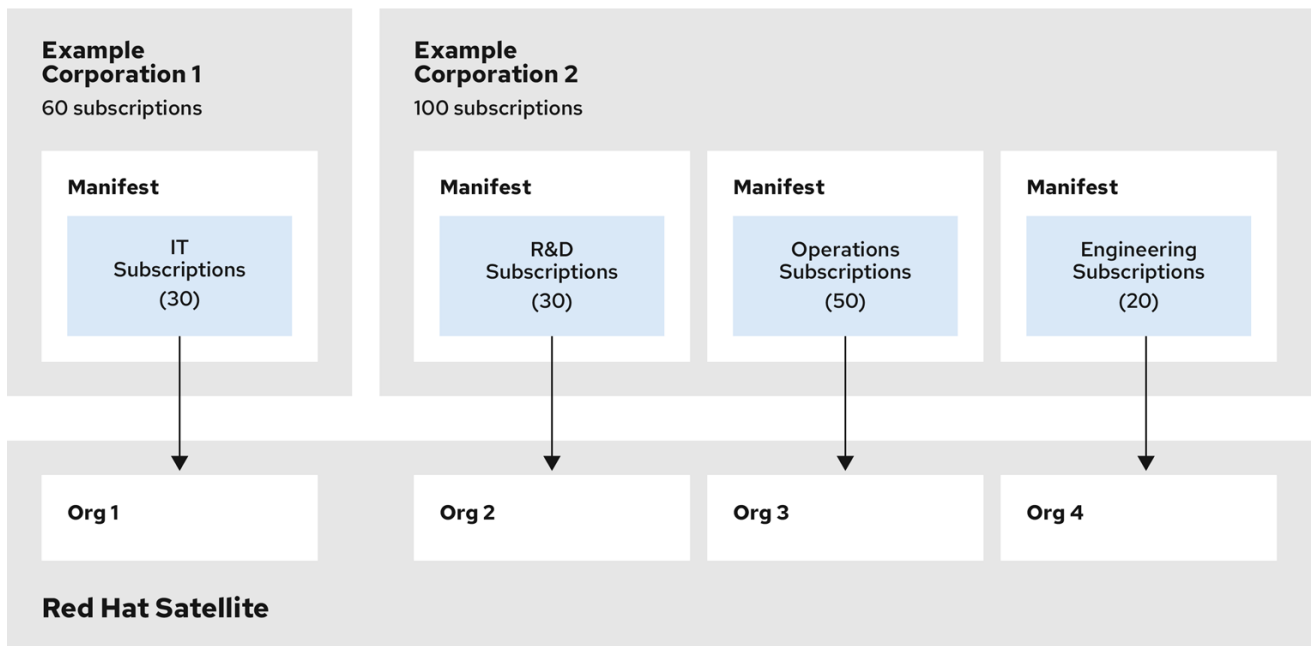 Example
Corporation 1
60 subscriptions
Manifest
IT
Subscriptions
(30)
Example
Corporation 2
100 subscriptions
Manifest
R&D
Subscriptions
(30)
Manifest
Operations
Subscriptions
(50)
Manifest
Engineering
Subscriptions
(20)
Org 1
Org 2
Org 3
Org 4
Red Hat Satellite